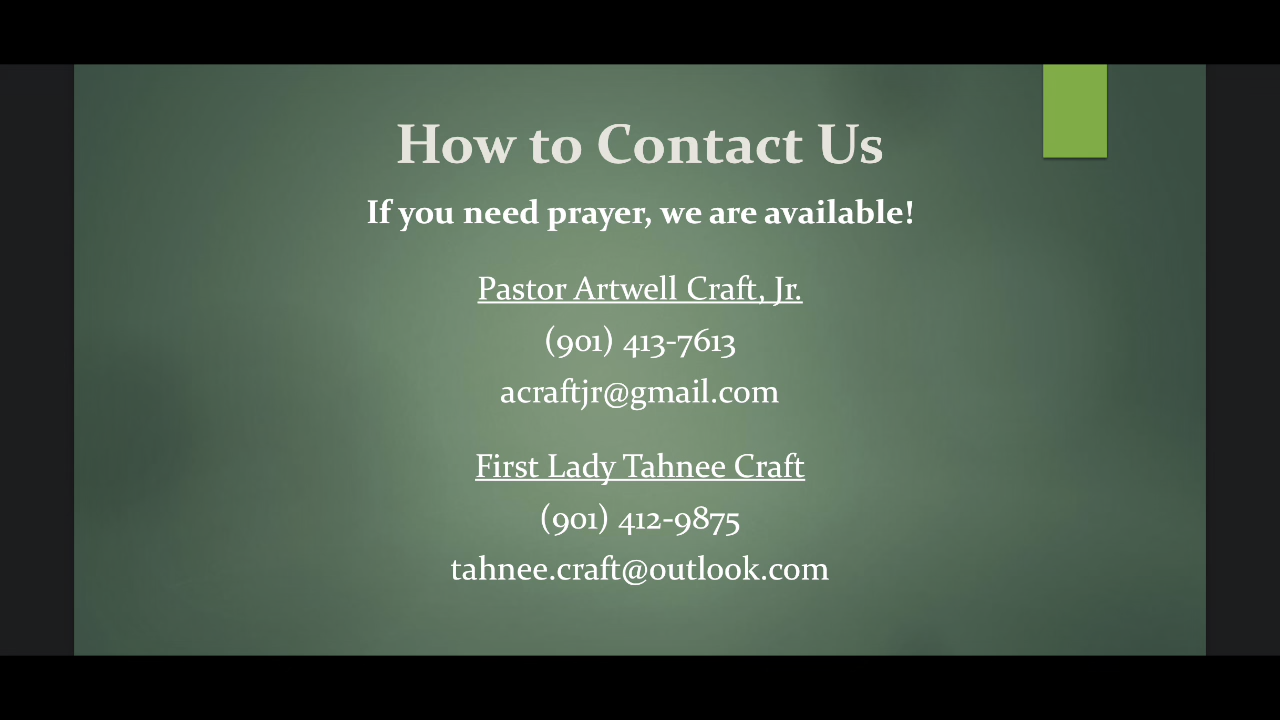 How to Contact Us
If you need prayer, we are available!
Pastor Artwell Craft, Jr.
(901) 413-7613
acraftjr@gmail.com
First Lady Tahnee Craft
(901) 412-9875
tahnee.craft@outlook.com